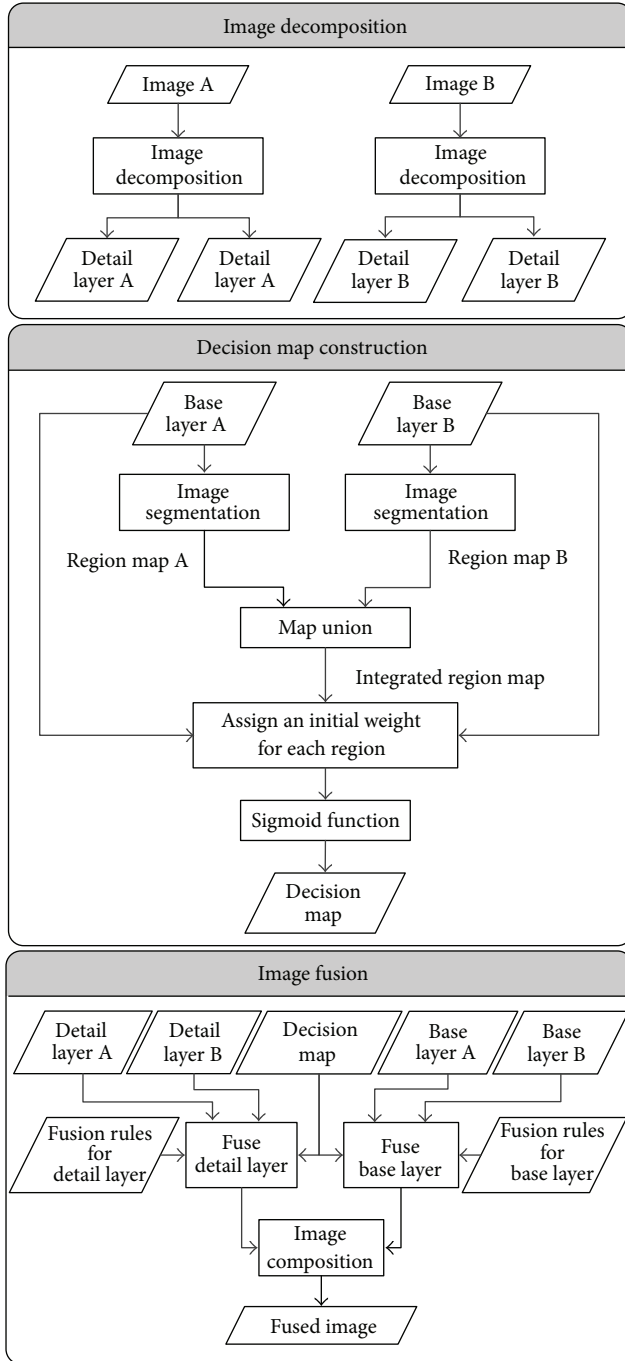 Image decomposition
Image A
Image B
Image
decomposition
Image
decomposition
Detail
layer A
Detail
layer A
Detail
layer B
Detail
layer B
Decision map construction
Base
layer A
Base
layer B
Image
segmentation
Image
segmentation
Region map A
Region map B
Map union
Integrated region map
Assign an initial weight
for each region
Sigmoid function
Decision
map
Image fusion
Detail
layer A
Detail
layer B
Decision
map
Base
layer A
Base
layer B
Fusion rules
for
detail layer
Fuse
detail layer
Fuse
base layer
Fusion rules
for
base layer
Image
composition
Fused image